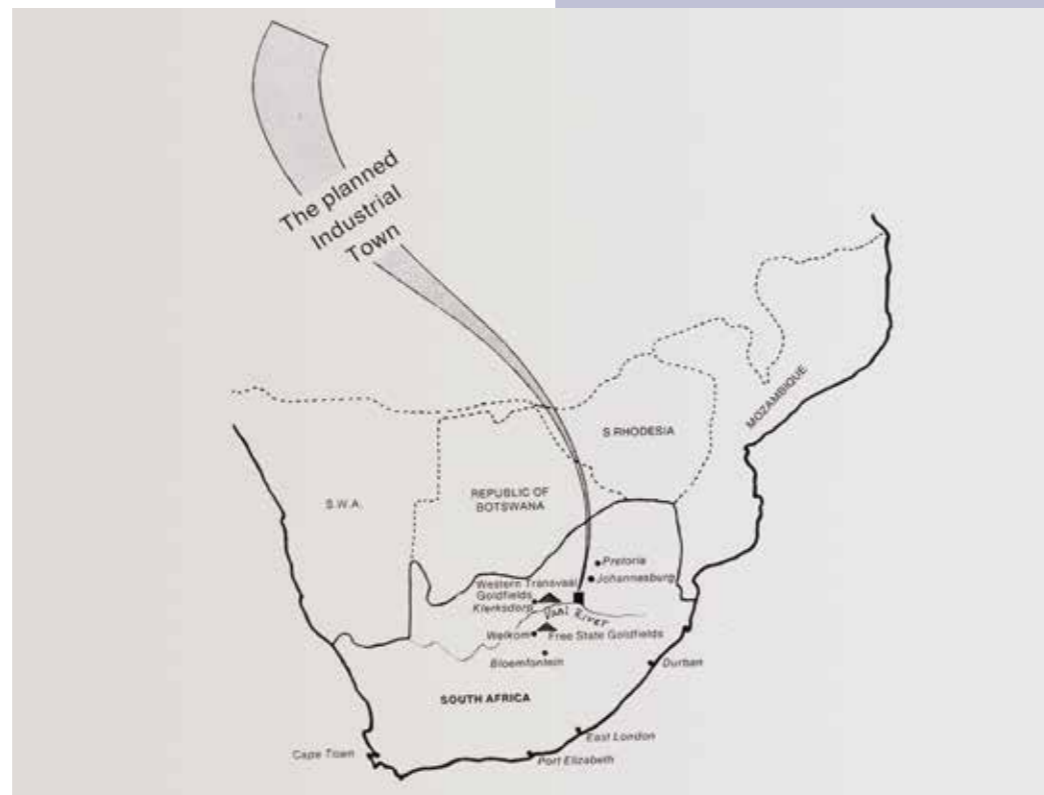 The planned
Industrial
Town
MOZAMBIQUE
S.RHODESIA
REPUBLIC OF
BOTSWANA
S.W.A.
Pretoria
Johannesburg
Western Transvaal
Goldfields
Klerksdorp
Vaal River
Welkom
Free State Goldfields
Bloemfontein
Durban
SOUTH AFRICA
East London
Cape Town
Port Elizabeth